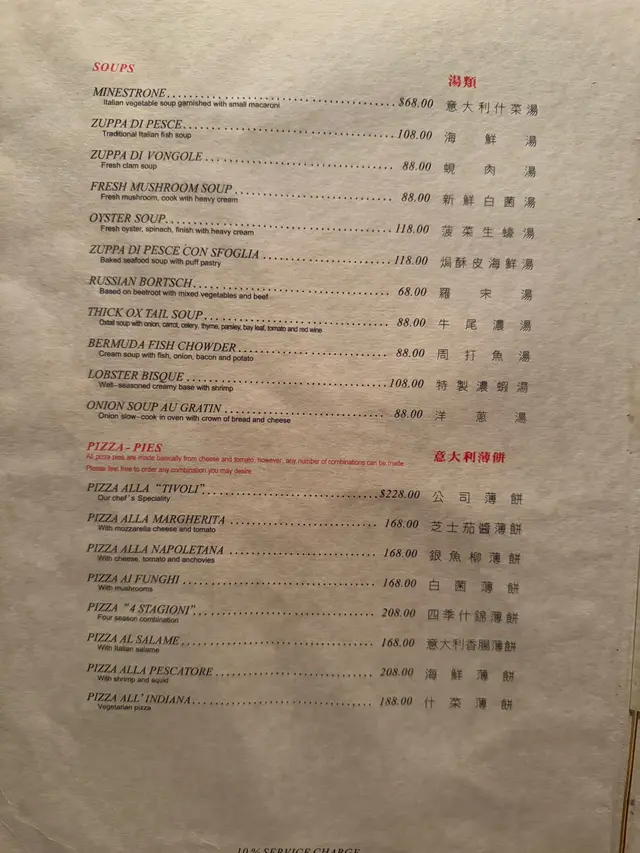 SOUPS 湯類
MINESTRONE $68.00 意大利什菜湯
Italian vegetable soup garnished with small macaroni
ZUPPA DI PESCE 108.00 海鮮湯
Traditional Italian fish soup
ZUPPA DI VONGOLE 88.00 蜆肉湯
Fresh clam soup
FRESH MUSHROOM SOUP 88.00 新鮮白菌湯
Fresh mushroom, cook with heavy cream
OYSTER SOUP 118.00 菠菜生蠔湯
Fresh oyster, spinach, finish with heavy cream
ZUPPA DI PESCE CON SFOGLIA 118.00 焗酥皮海鮮湯
Baked seafood soup with puff pastry
RUSSIAN BORTSCH 68.00 羅宋湯
Based on beetroot with mixed vegetables and beef
THICK OX TAIL SOUP 88.00 牛尾濃湯
Oxtail soup with onion, carrot, celery, thyme, parsley, bay leaf, tomato and red wine
BERMUDA FISH CHOWDER 88.00 周打魚湯
Cream soup with fish, onion, bacon and potato
LOBSTER BISQUE 108.00 特製濃蝦湯
Well-seasoned creamy base with shrimp
ONION SOUP AU GRATIN 88.00 洋蔥湯
Onion slow-cook in oven with crown of bread and cheese
PIZZA-PIES 意大利薄餅
All pizza pies are made basically from cheese and tomato, however, any number of combinations can be made
Please feel free to order any combination you may desire
PIZZA ALLA "TIVOLI" $228.00 公司薄餅
Our chef's Speciality
PIZZA ALLA MARGHERITA 168.00 芝士茄醬薄餅
With mozzarella cheese and tomato
PIZZA ALLA NAPOLETANA 168.00 銀魚柳薄餅
With cheese, tomato and anchovies
PIZZA AI FUNGHI 168.00 白菌薄餅
With mushrooms
PIZZA "4 STAGIONI" 208.00 四季什錦薄餅
Four season combination
PIZZA AL SALAME 168.00 意大利香腸薄餅
With Italian salame
PIZZA ALLA PESCATORE 208.00 海鮮薄餅
With shrimp and squid
PIZZA ALL' INDIANA 188.00 什菜薄餅
Vegetarian pizza
10% SERVICE CHARGE